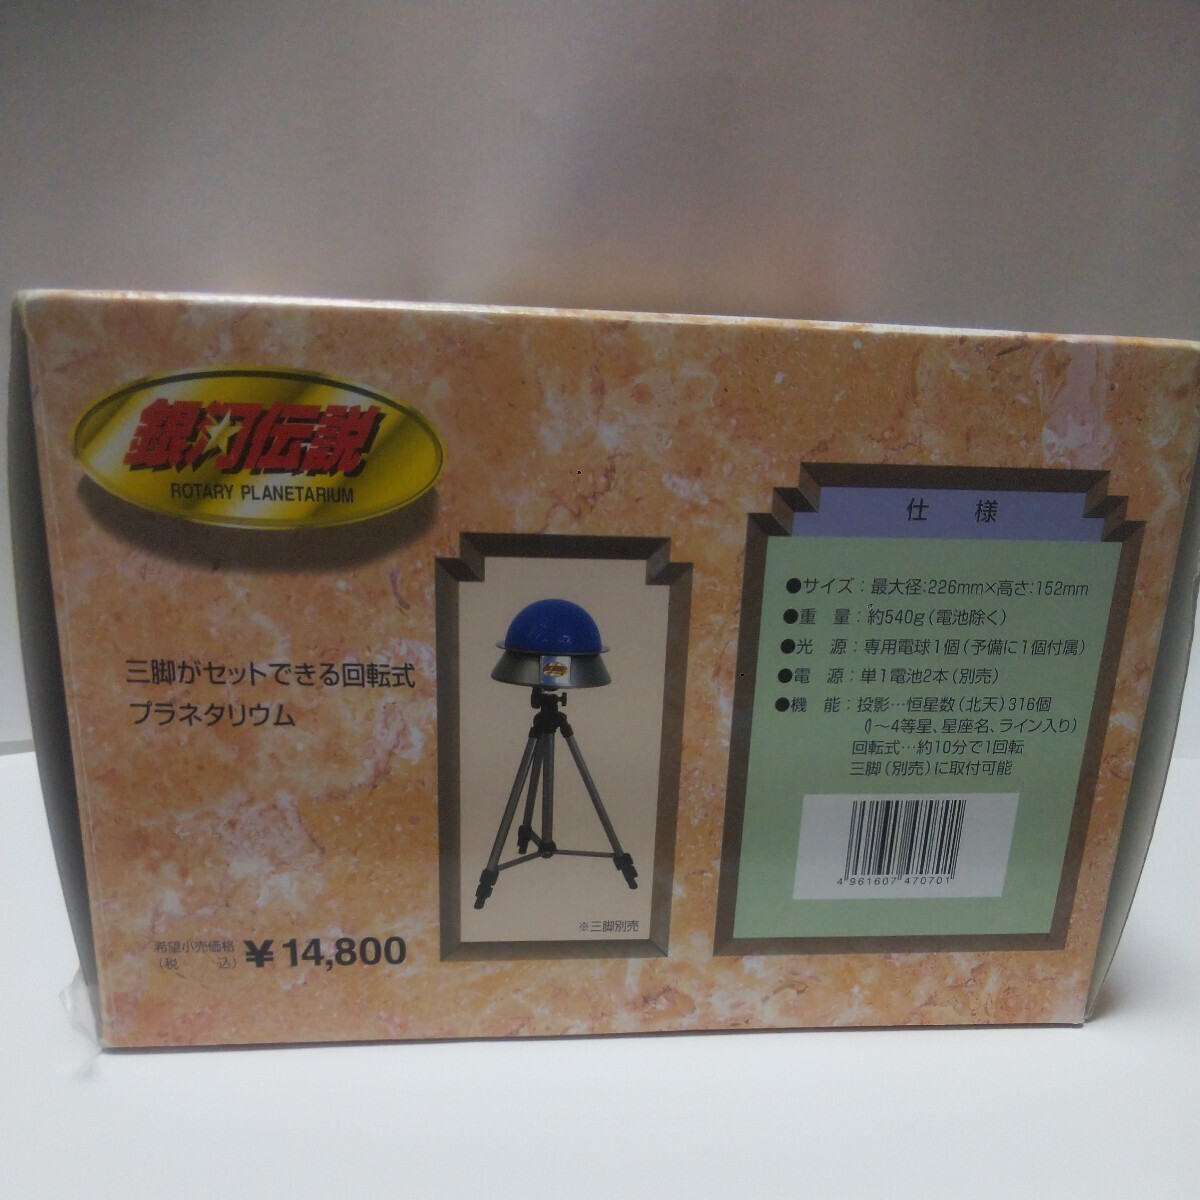 銀河伝説
ROTARY PLANETARIUM
三脚がセットできる回転式
プラネタリウム
希望小売価格
(税 込)
¥14,800
※三脚別売
仕 様
●サイズ：最大径:226mm×高さ:152mm
●重 量：約540g(電池除く)
●光 源：専用電球1個(予備に1個付属)
●電 源：単1電池2本(別売)
●機 能：投影…恒星数(北天)316個
(1〜4等星、星座名、ライン入り)
回転式…約10分で1回転
三脚(別売)に取付可能
4 961607 470701